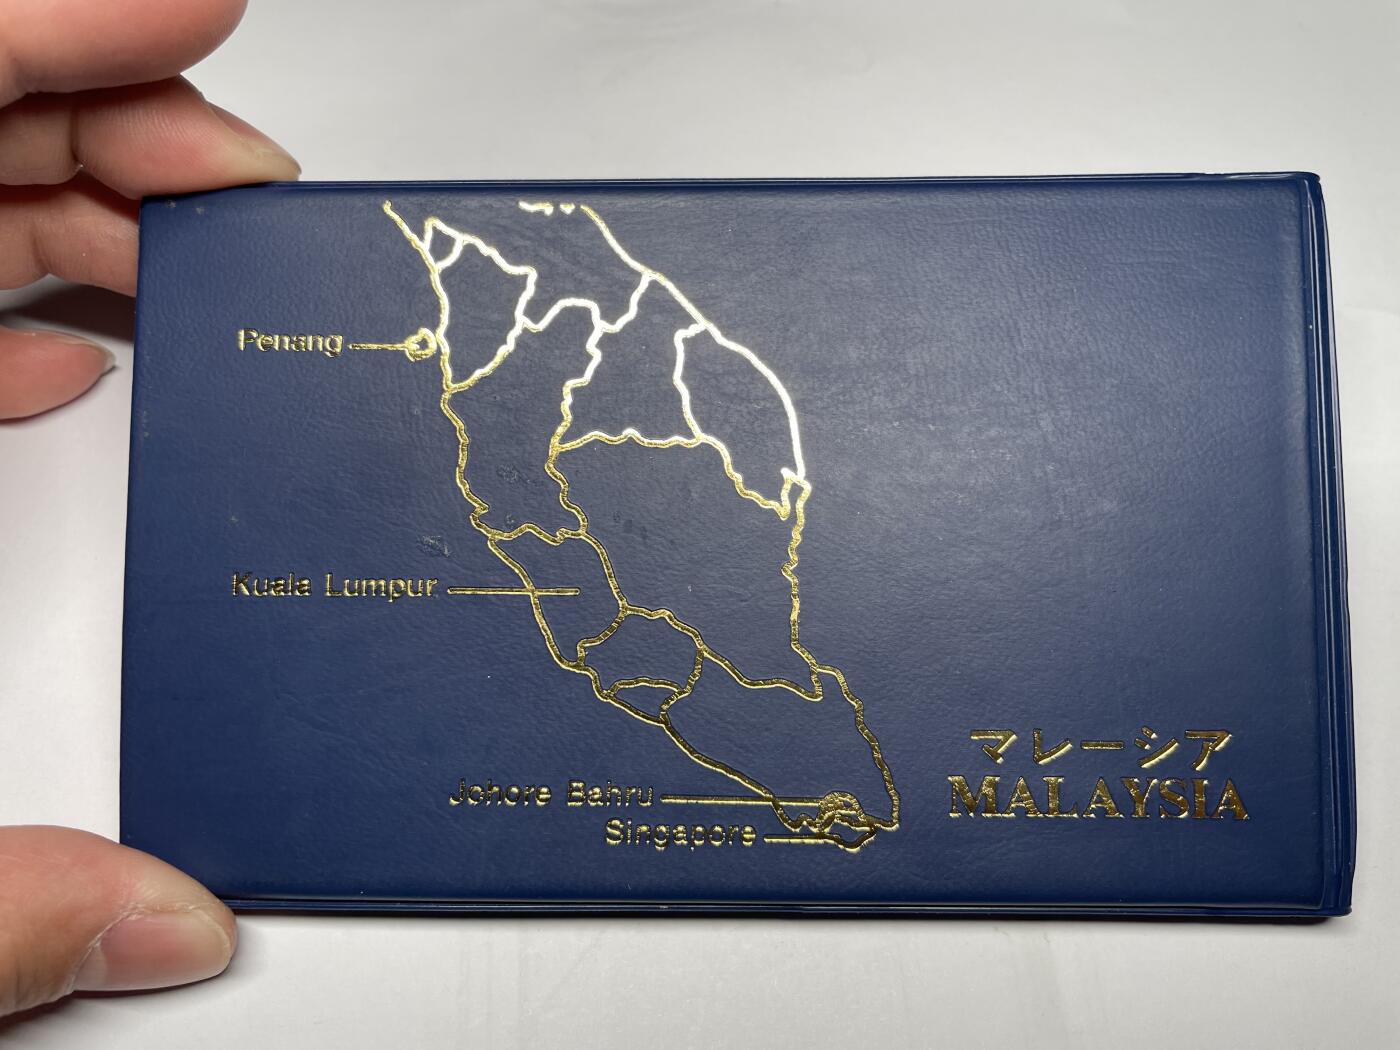 Penang
Kuala Lumpur
マレーシア
MALAYSIA
Johore Bahru
Singapore